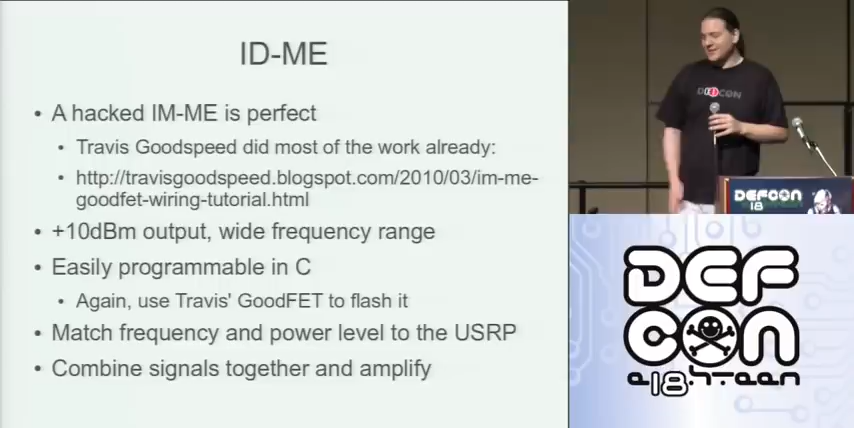 ID-ME
• A hacked IM-ME is perfect
• Travis Goodspeed did most of the work already:
• http://travisgoodspeed.blogspot.com/2010/03/im-me-
goodfet-wiring-tutorial.html
• +10dBm output, wide frequency range
• Easily programmable in C
• Again, use Travis' GoodFET to flash it
• Match frequency and power level to the USRP
• Combine signals together and amplify
DEFCON
DEFCON
18
DEF
CON
e18hteen